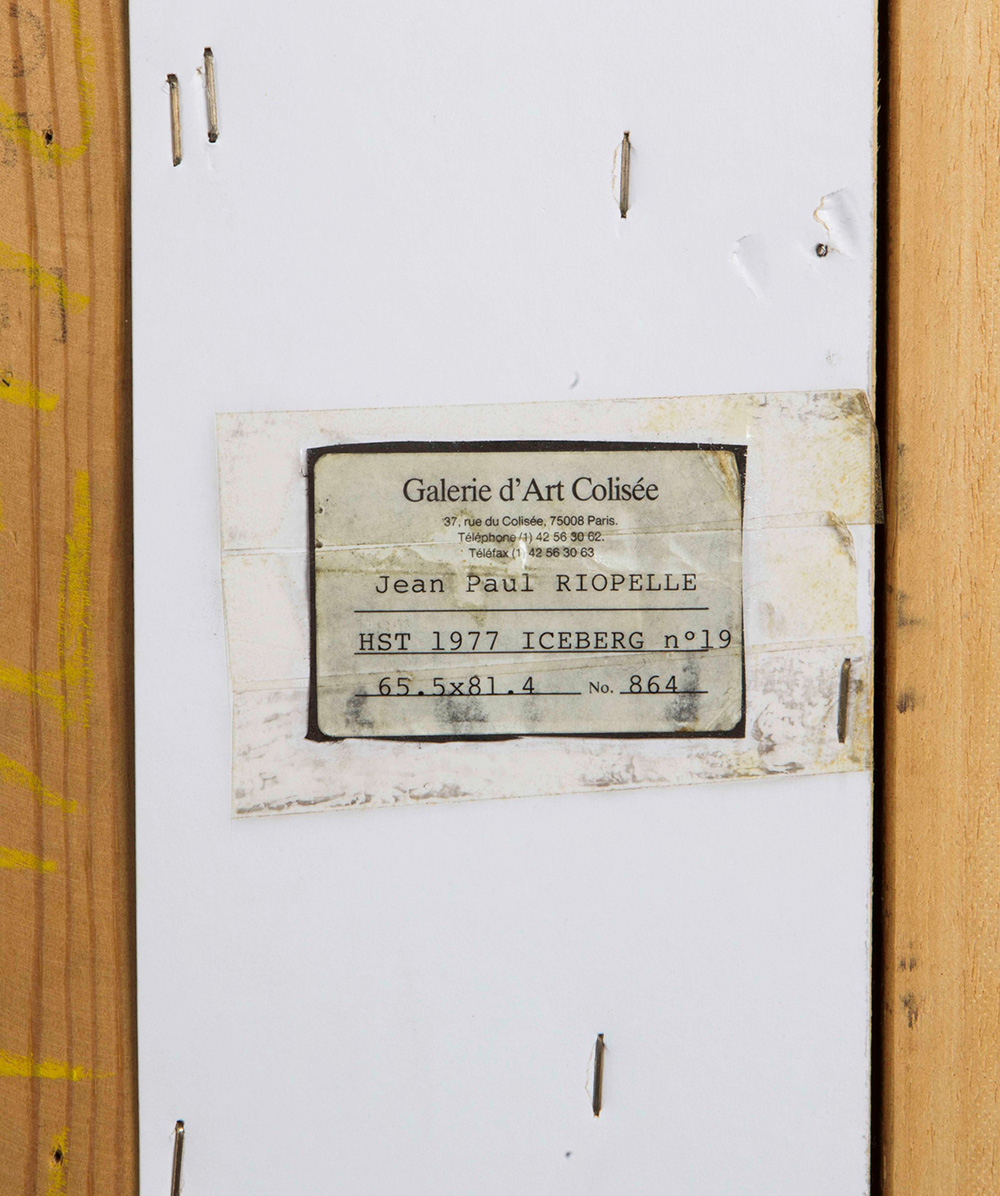 Galerie d'Art Colisée
37, rue du Colisée, 75008 Paris.
Téléphone (1) 42 56 30 62.
Téléfax (1) 42 56 30 63
Jean Paul RIOPELLE
HST 1977 ICEBERG nº19
65.5x81.4 No. 864